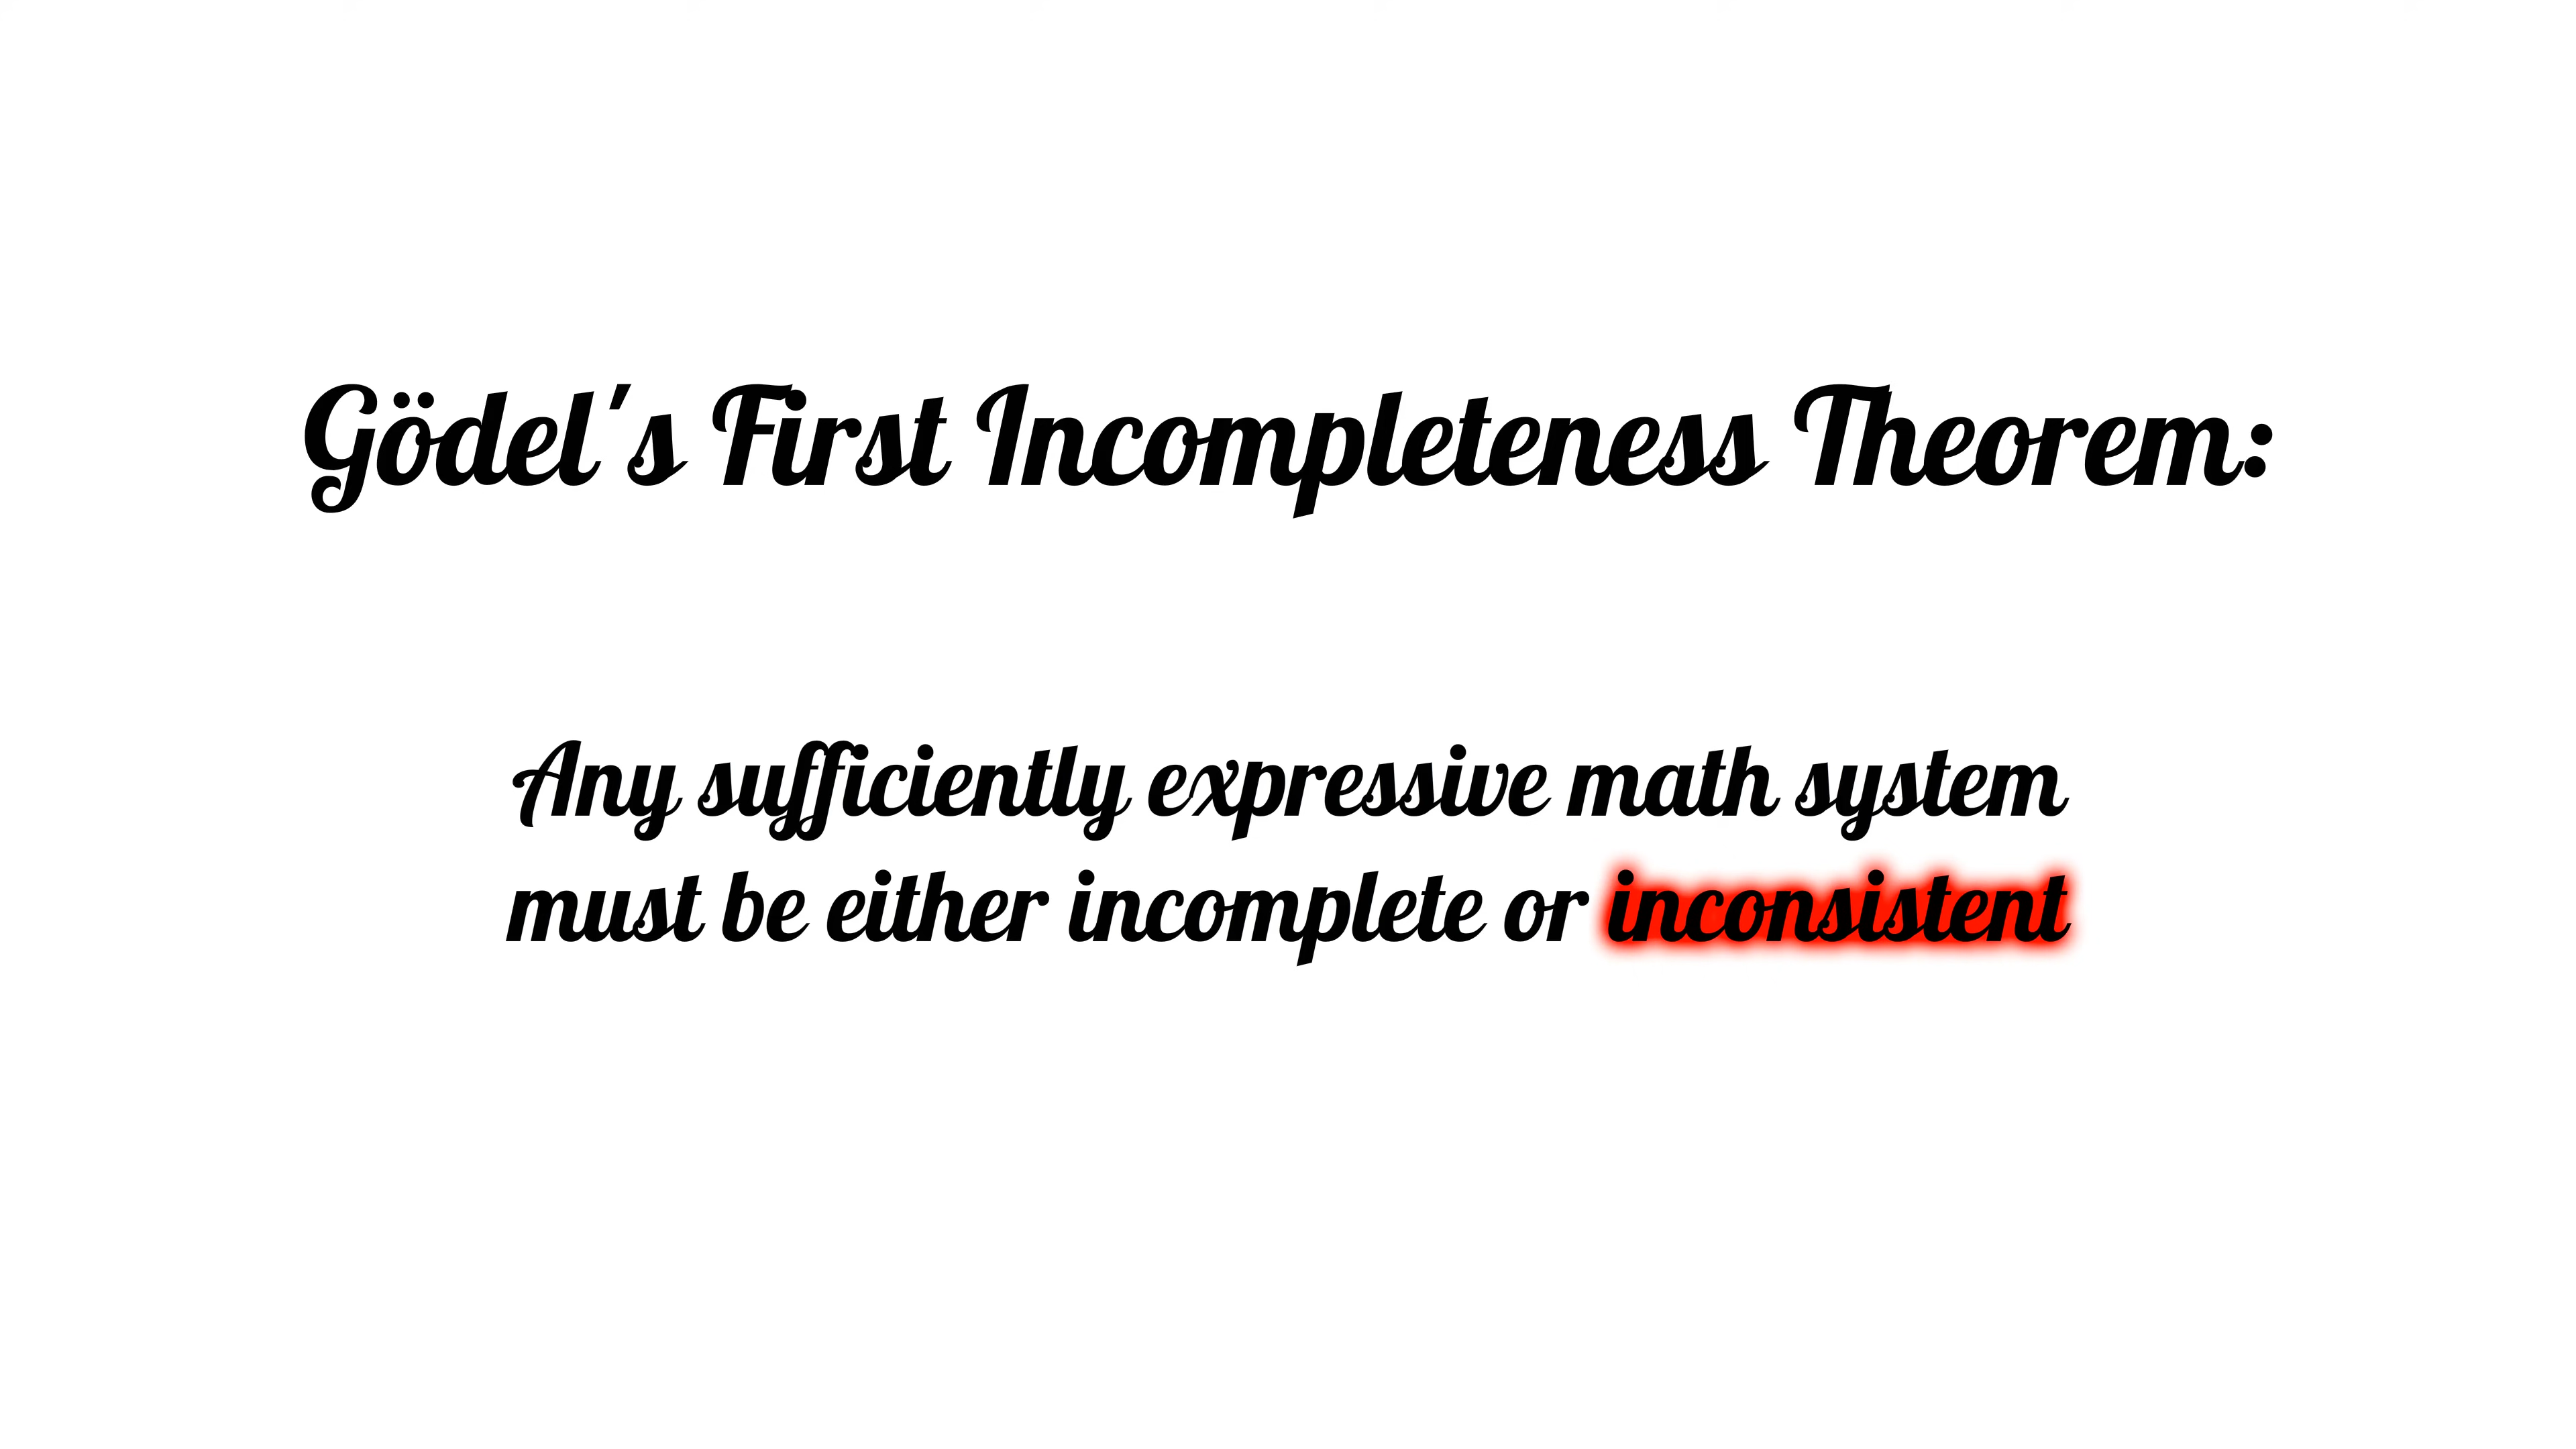 Gödel's First Incompleteness Theorem:
Any sufficiently expressive math system
must be either incomplete or inconsistent